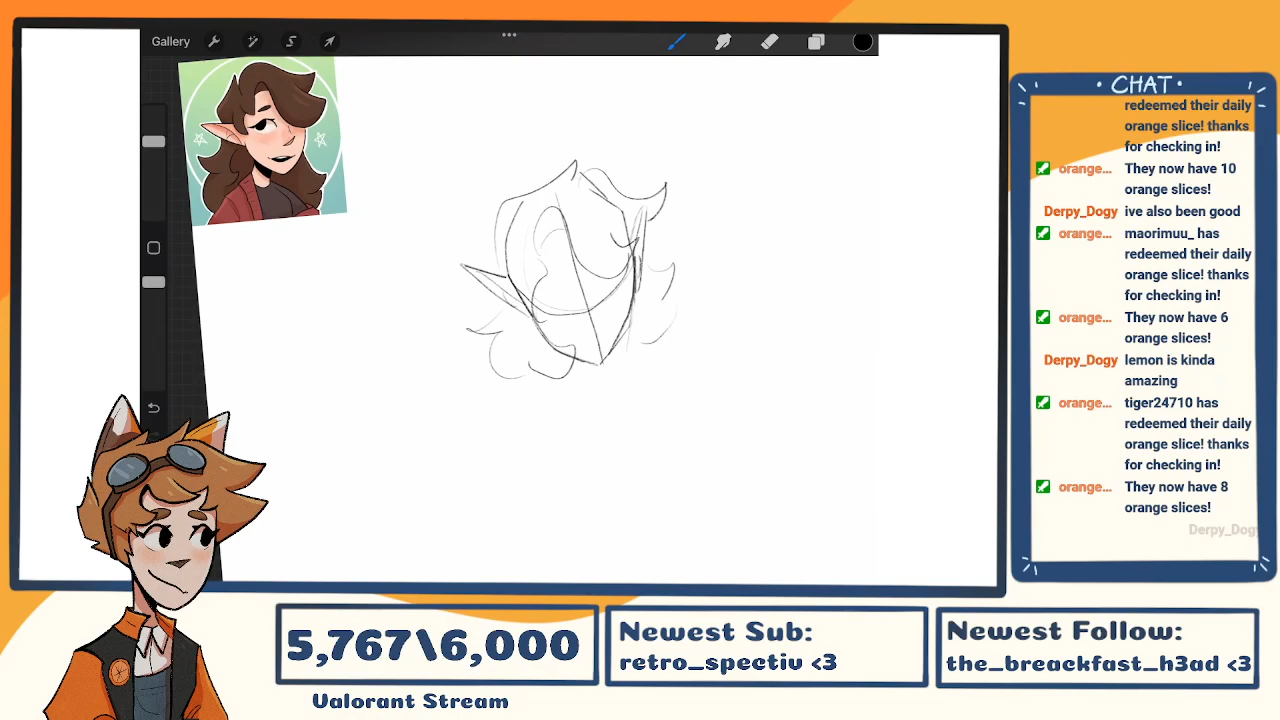 Gallery
• CHAT •
redeemed their daily
orange slice! thanks
for checking in!
orange... They now have 10
orange slices!
Derpy_Dogy ive also been good
orange... maorimuu_ has
redeemed their daily
orange slice! thanks
for checking in!
orange... They now have 6
orange slices!
Derpy_Dogy lemon is kinda
amazing
orange... tiger24710 has
redeemed their daily
orange slice! thanks
for checking in!
orange... They now have 8
orange slices!
Derpy_Dogy
5,767\6,000
Valorant Stream
Newest Sub:
retro_spectiv <3
Newest Follow:
the_breackfast_h3ad <3